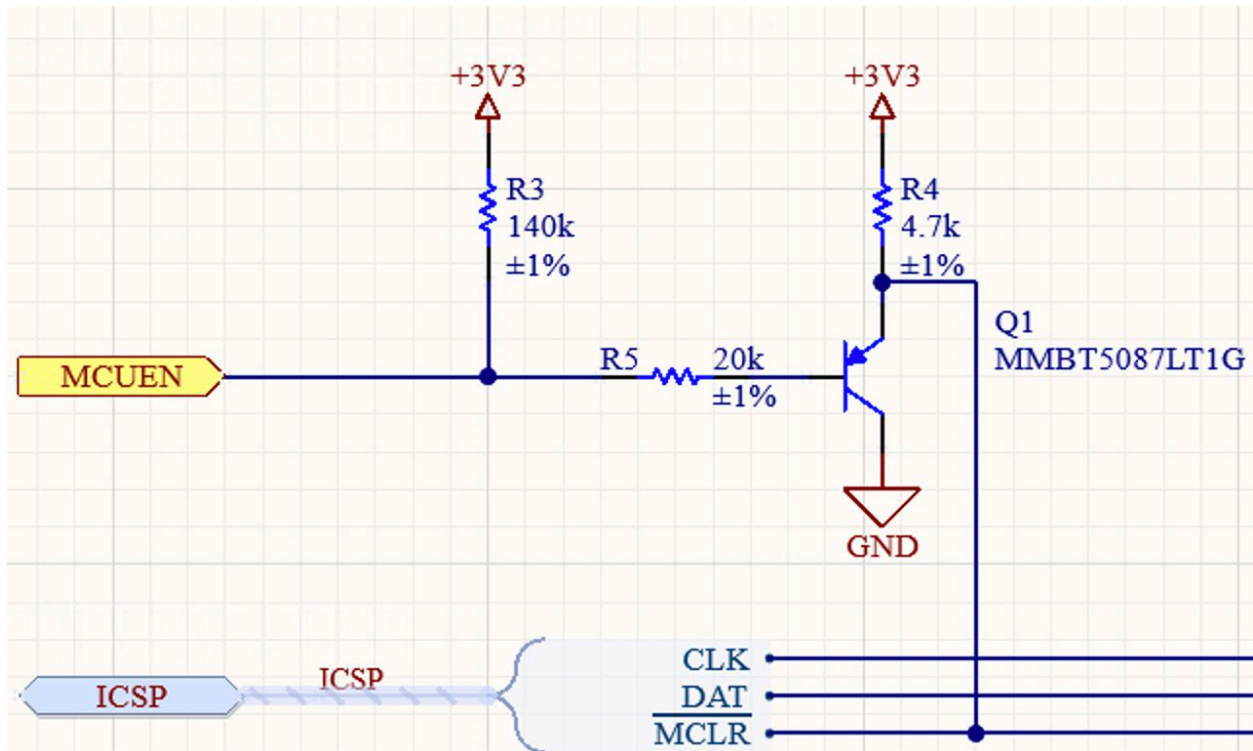 +3V3
+3V3
R3
140k
±1%
R4
4.7k
±1%
MCUEN
R5
20k
±1%
Q1
MMBT5087LT1G
GND
ICSP
ICSP
CLK
DAT
MCLR